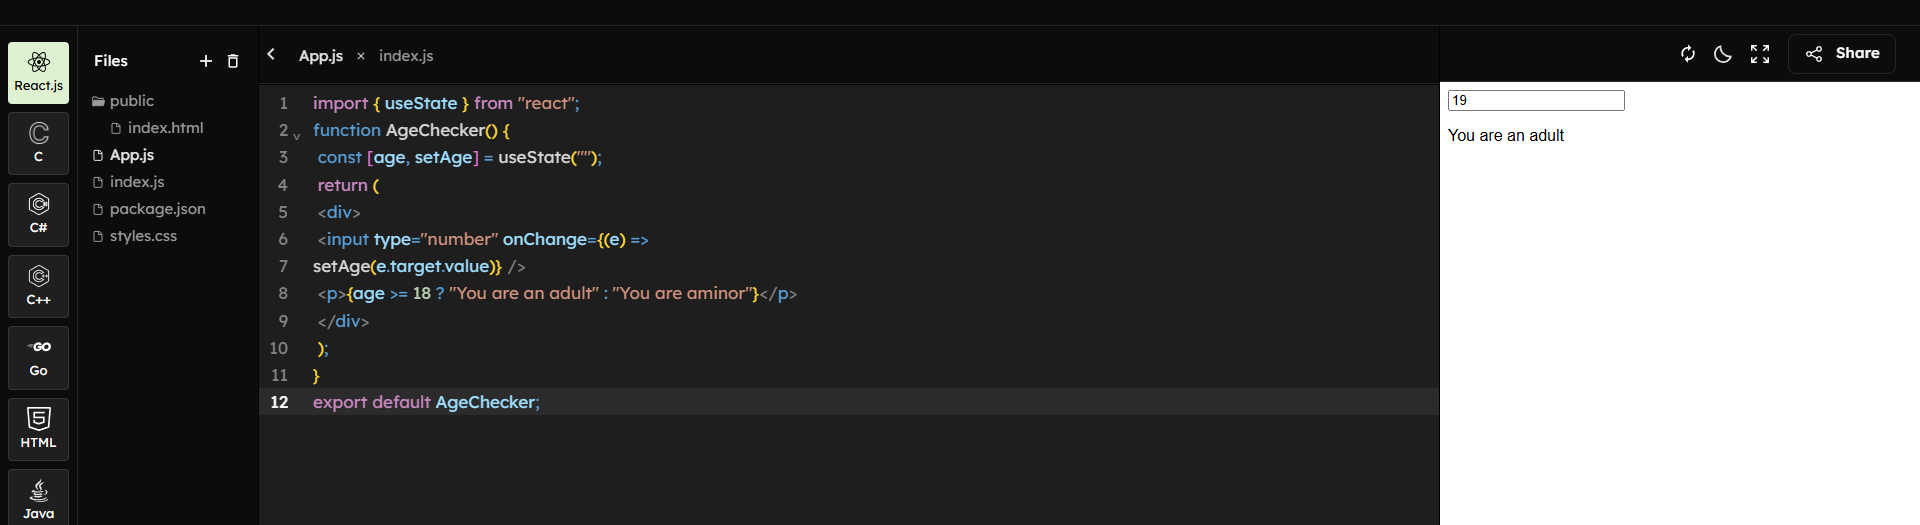 React.js
C
C#
C++
GO
Go
5
HTML
Java
Files
public
index.html
App.js
index.js
package.json
styles.css
App.js × index.js
1 import { useState } from "react";
2 function AgeChecker() {
3 const [age, setAge] = useState("");
4 return (
5 <div>
6 <input type="number" onChange={(e) =>
7 setAge(e.target.value)} />
8 <p>{age >= 18 ? "You are an adult" : "You are aminor"}</p>
9 </div>
10 );
11 }
12 export default AgeChecker;
Share
19
You are an adult